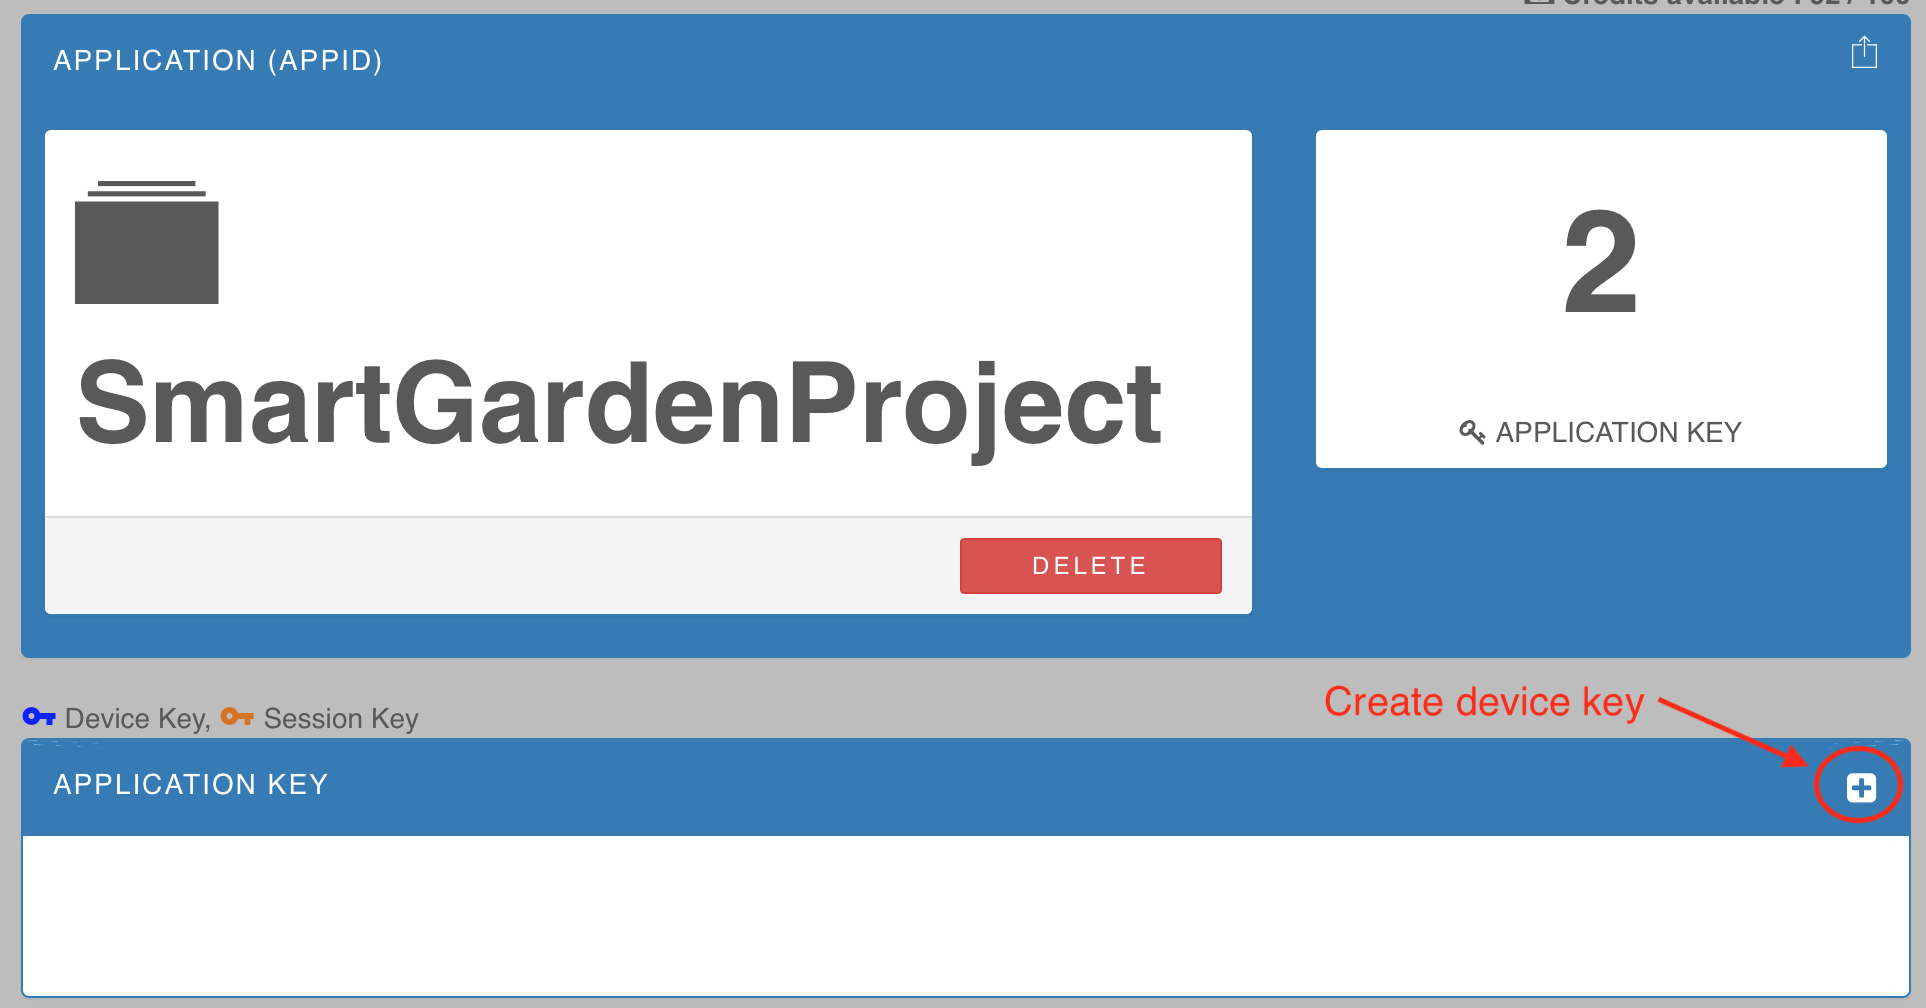 APPLICATION (APPID)
SmartGardenProject
2
APPLICATION KEY
DELETE
Create device key
Device Key, Session Key
APPLICATION KEY